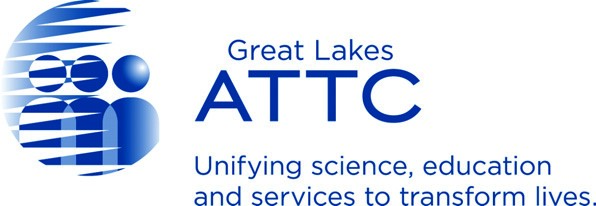 Great Lakes
ATTC
Unifying science, education
and services to transform lives.